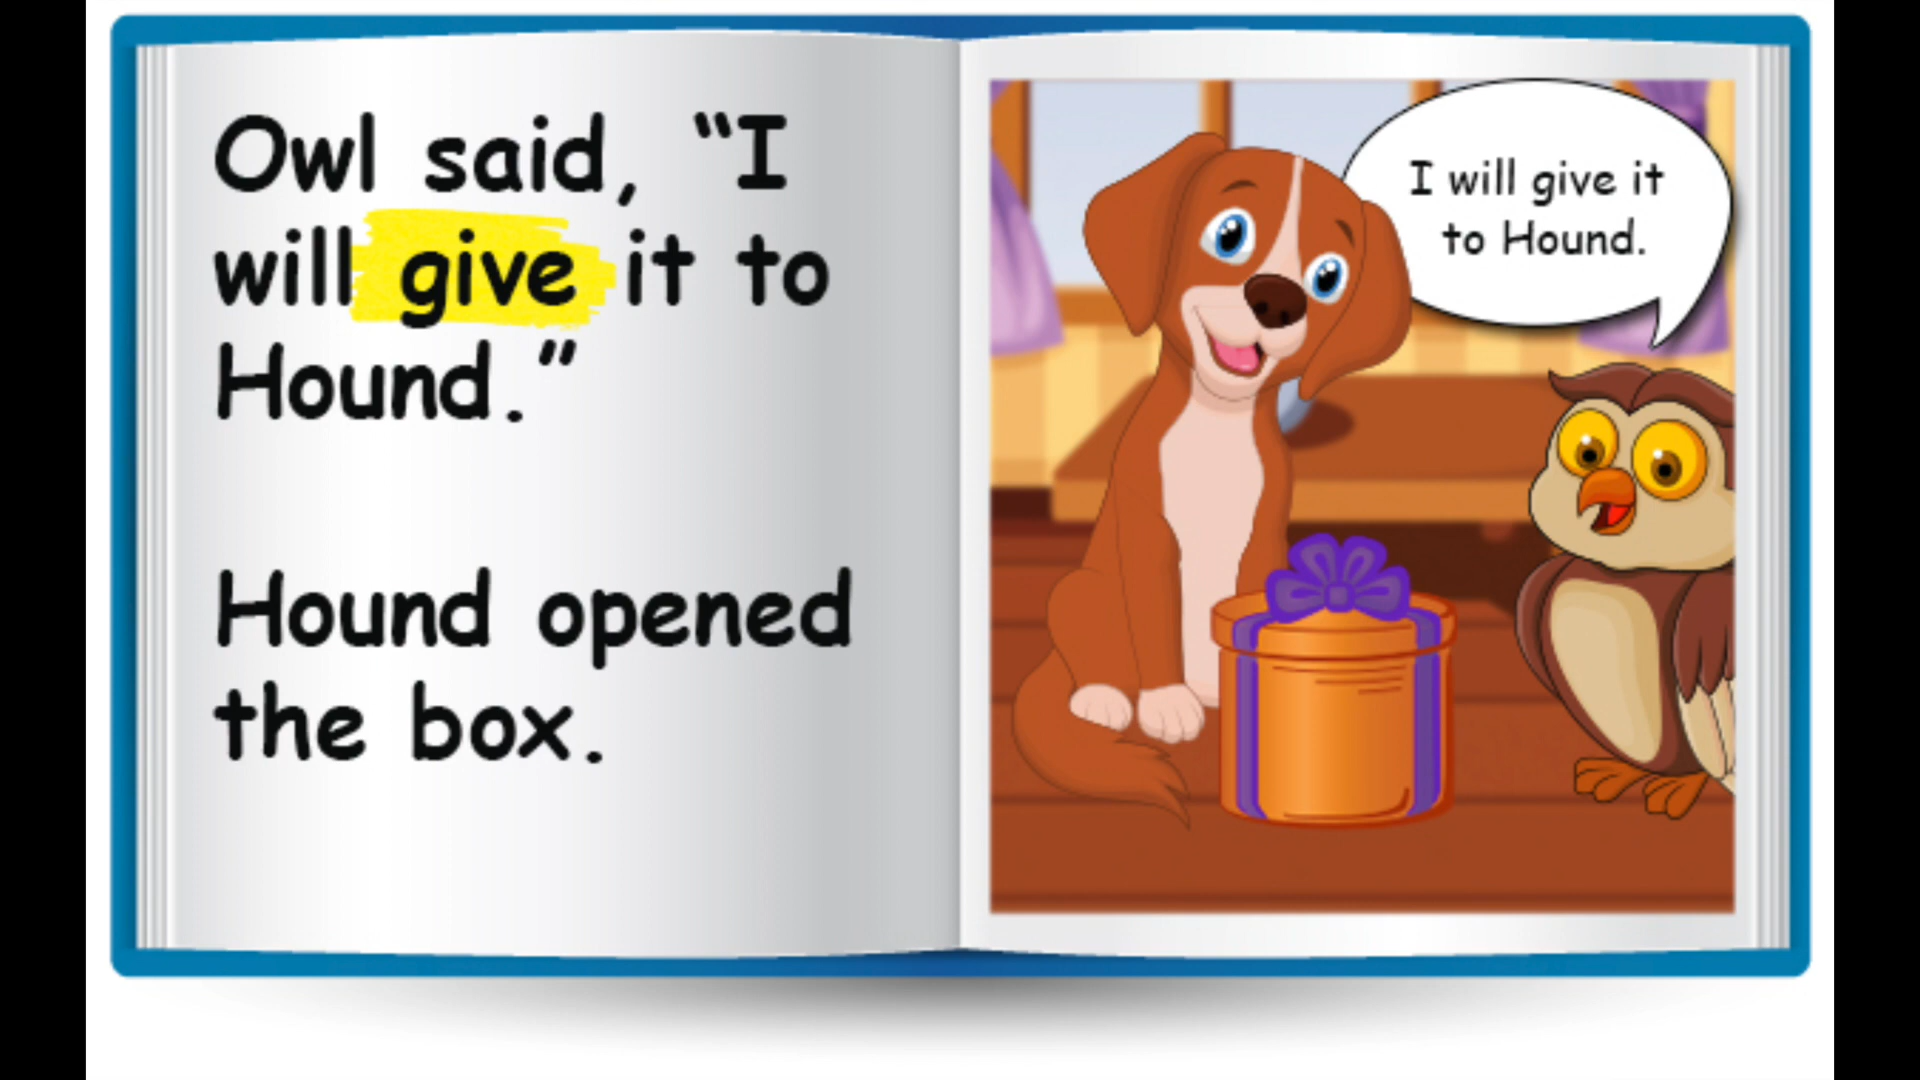 Owl said, “I
will give it to
Hound.”
Hound opened
the box.
I will give it
to Hound.